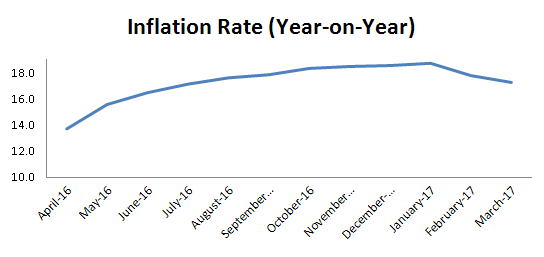 Inflation Rate (Year-on-Year)
18.0
16.0
14.0
12.0
10.0
April-16
May-16
June-16
July-16
August-16
September...
October-16
November...
December-...
January-17
February-17
March-17